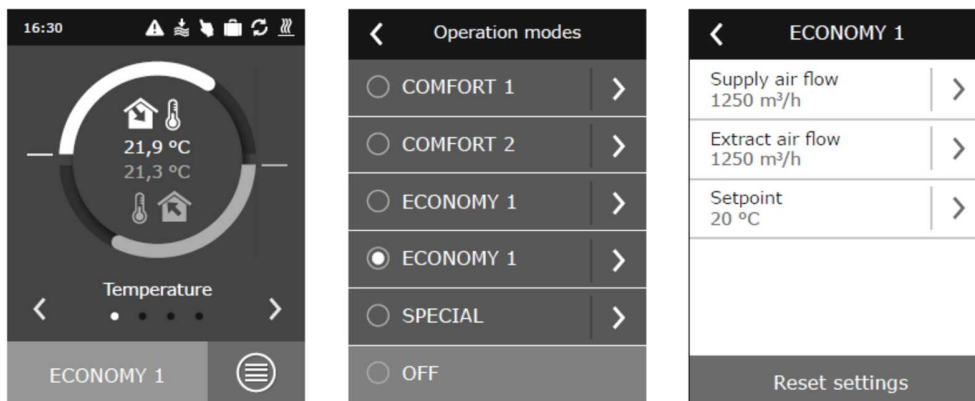 16:30
21,9 °C
21,3 °C
Temperature
ECONOMY 1
Operation modes
COMFORT 1
COMFORT 2
ECONOMY 1
ECONOMY 1
SPECIAL
OFF
ECONOMY 1
Supply air flow
1250 m³/h
Extract air flow
1250 m³/h
Setpoint
20 °C
Reset settings